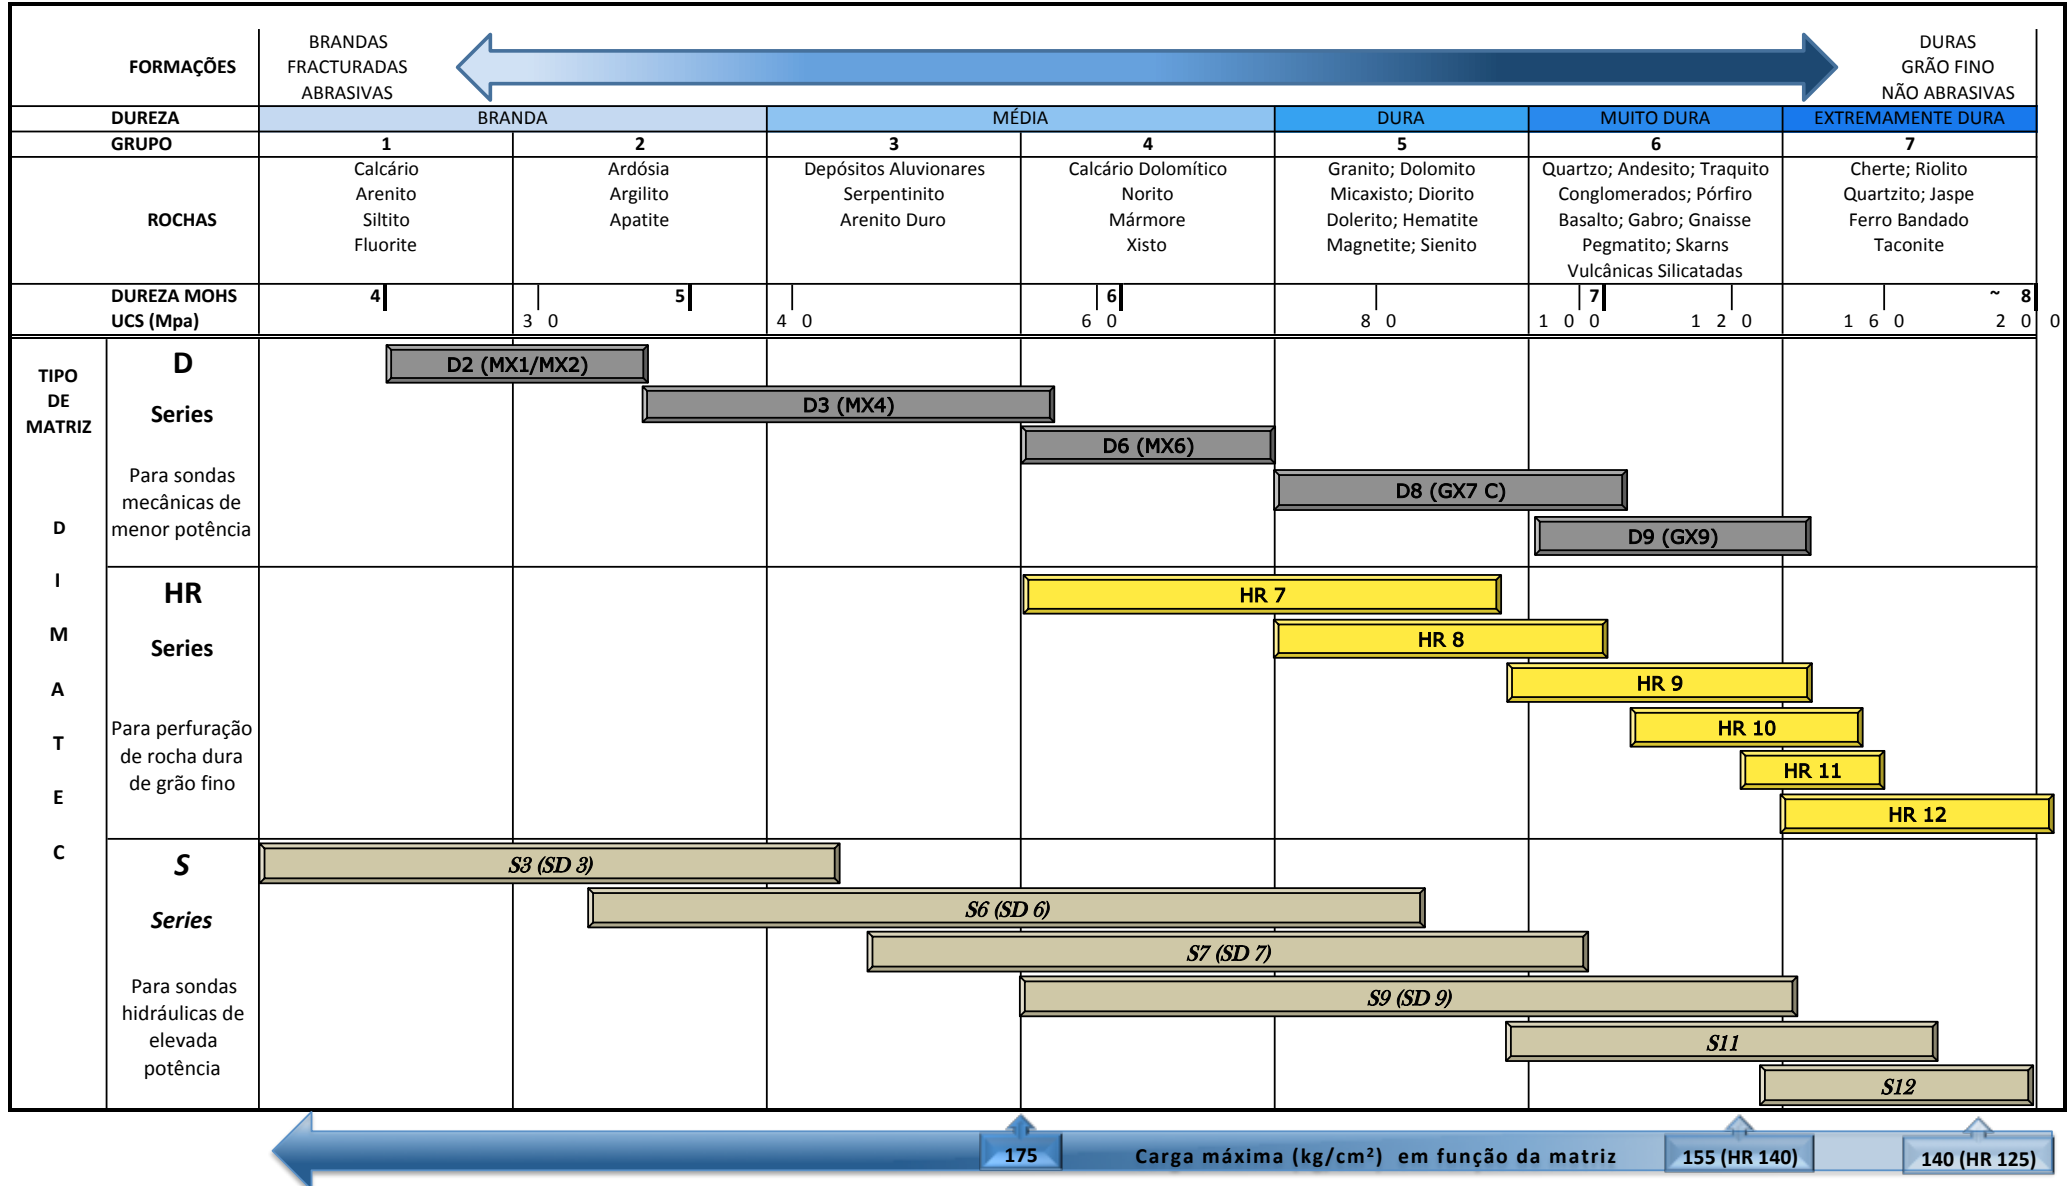 FORMAÇÕES
BRANDAS
FRACTURADAS
ABRASIVAS
DURAS
GRÃO FINO
NÃO ABRASIVAS
DUREZA BRANDA MÉDIA DURA MUITO DURA EXTREMAMENTE DURA
GRUPO 1 2 3 4 5 6 7
ROCHAS
Calcário
Arenito
Siltito
Fluorite
Ardósia
Argilito
Apatite
Depósitos Aluvionares
Serpentinito
Arenito Duro
Calcário Dolomítico
Norito
Mármore
Xisto
Granito; Dolomito
Micaxisto; Diorito
Dolerito; Hematite
Magnetite; Sienito
Quartzo; Andesito; Traquito
Conglomerados; Pórfiro
Basalto; Gabro; Gnaisse
Pegmatito; Skarns
Vulcânicas Silicatadas
Cherte; Riolito
Quartzito; Jaspe
Ferro Bandado
Taconite
DUREZA MOHS 4 5 6 7 ~ 8
UCS (Mpa) 30 40 60 80 100 120 160 200
TIPO
DE
MATRIZ
D
I
M
A
T
E
C
D
Series
Para sondas
mecânicas de
menor potência
D2 (MX1/MX2)
D3 (MX4)
D6 (MX6)
D8 (GX7 C)
D9 (GX9)
HR
Series
Para perfuração
de rocha dura
de grão fino
HR 7
HR 8
HR 9
HR 10
HR 11
HR 12
S
Series
Para sondas
hidráulicas de
elevada
potência
S3 (SD 3)
S6 (SD 6)
S7 (SD 7)
S9 (SD 9)
S11
S12
175 Carga máxima (kg/cm²) em função da matriz 155 (HR 140) 140 (HR 125)